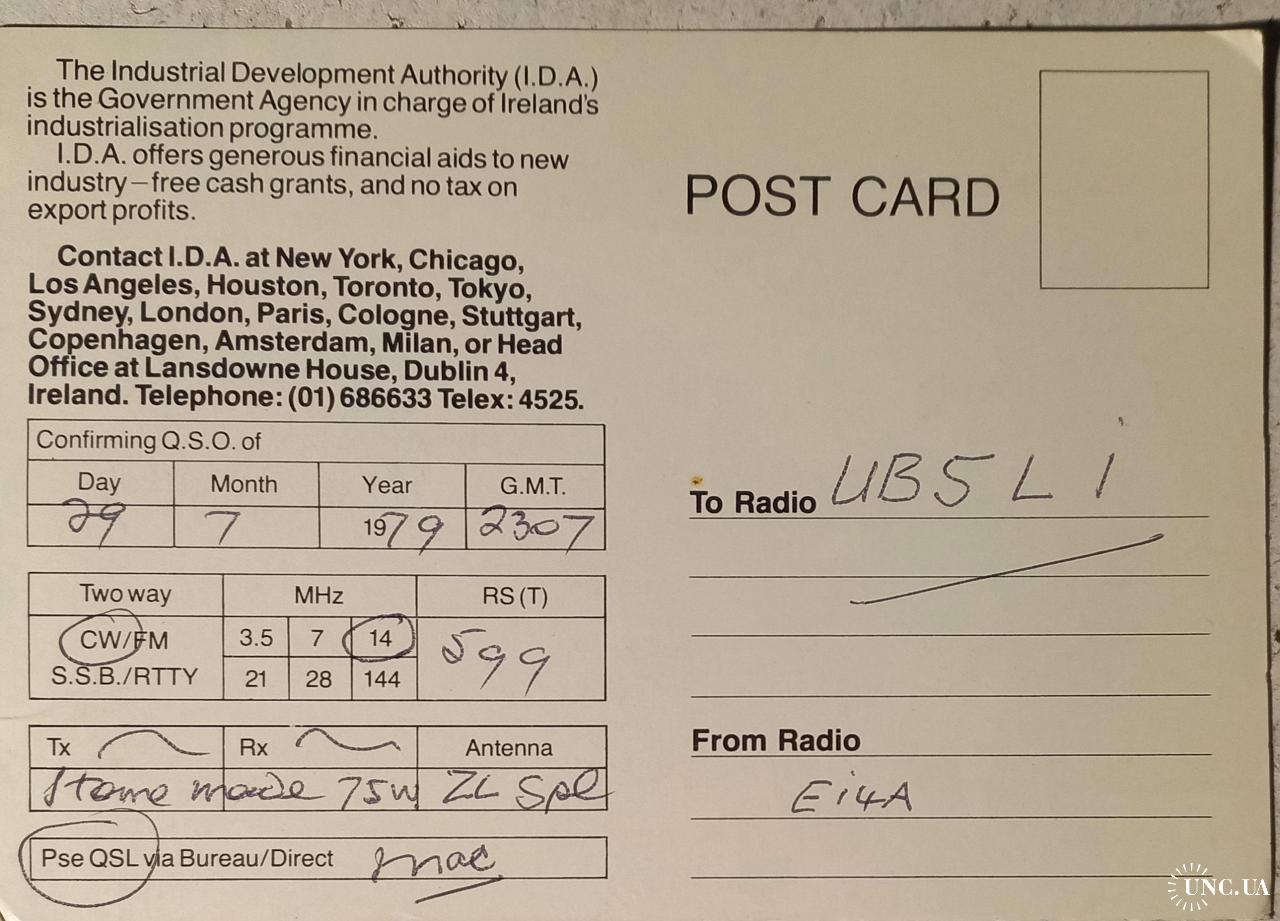 The Industrial Development Authority (I.D.A.)
is the Government Agency in charge of Ireland's
industrialisation programme.
I.D.A. offers generous financial aids to new
industry—free cash grants, and no tax on
export profits.
Contact I.D.A. at New York, Chicago,
Los Angeles, Houston, Toronto, Tokyo,
Sydney, London, Paris, Cologne, Stuttgart,
Copenhagen, Amsterdam, Milan, or Head
Office at Lansdowne House, Dublin 4,
Ireland. Telephone: (01) 686633 Telex: 4525.
Confirming Q.S.O. of
Day Month Year G.M.T.
29 7 1979 2307
Two way MHz RS (T)
CW/FM 3.5 7 14 599
S.S.B./RTTY 21 28 144
Tx Rx Antenna
Home made 75W ZL Spl
Pse QSL via Bureau/Direct
POST CARD
To Radio UB5L1
From Radio
Ei4A
UNC.UA